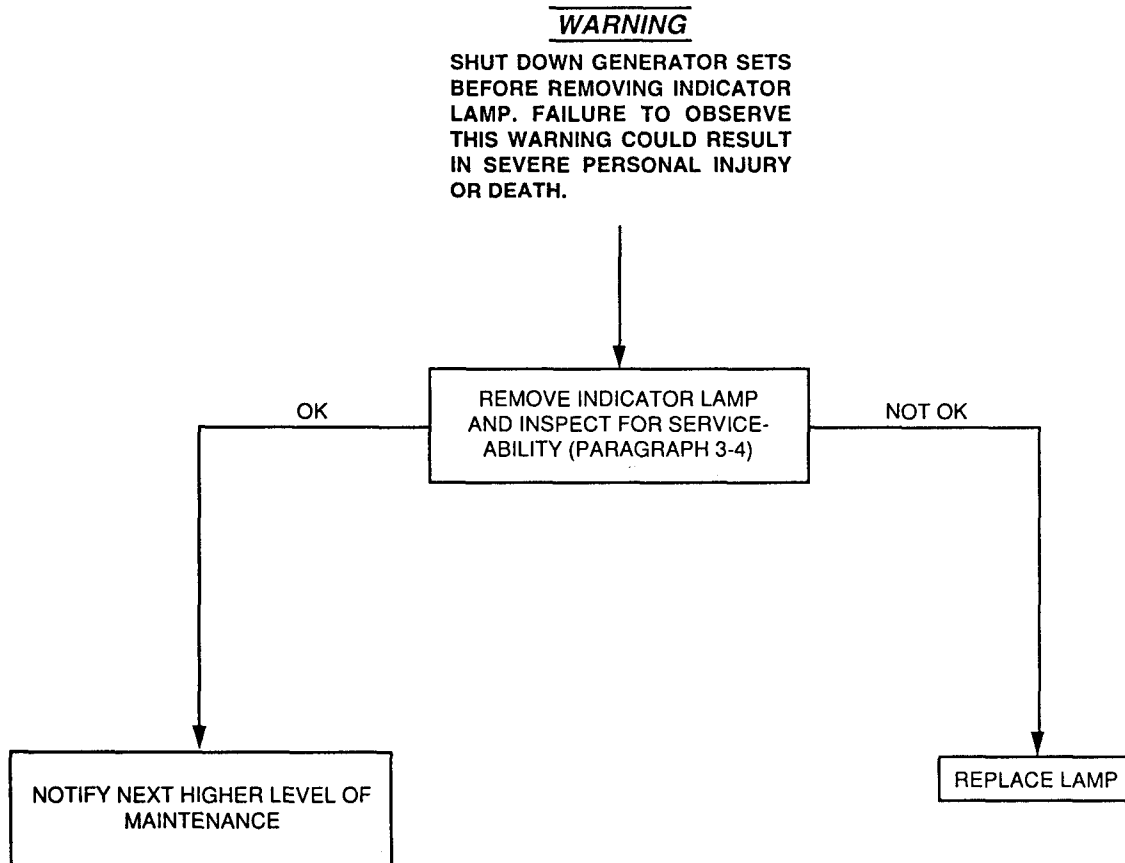 WARNING
SHUT DOWN GENERATOR SETS
BEFORE REMOVING INDICATOR
LAMP. FAILURE TO OBSERVE
THIS WARNING COULD RESULT
IN SEVERE PERSONAL INJURY
OR DEATH.
REMOVE INDICATOR LAMP
AND INSPECT FOR SERVICE-
ABILITY (PARAGRAPH 3-4)
OK
NOT OK
NOTIFY NEXT HIGHER LEVEL OF
MAINTENANCE
REPLACE LAMP